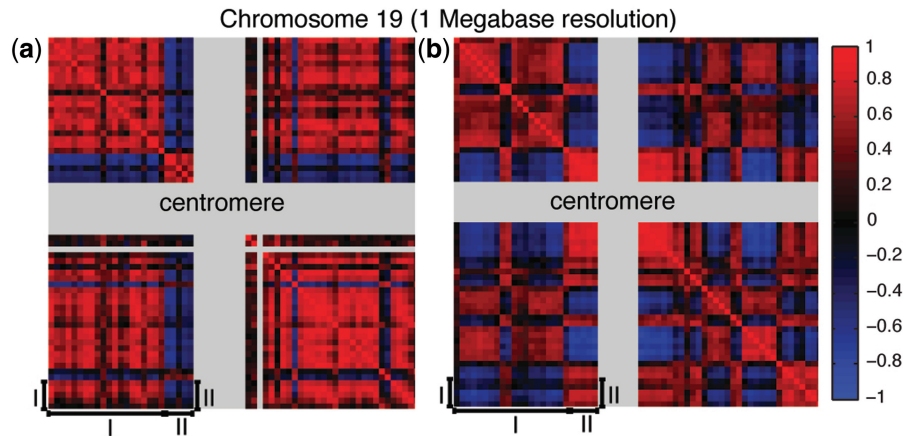 Chromosome 19 (1 Megabase resolution)
(a)
(b)
centromere
centromere
1
0.8
0.6
0.4
0.2
0
−0.2
−0.4
−0.6
−0.8
−1
I
II
I
II
I
II
I
II